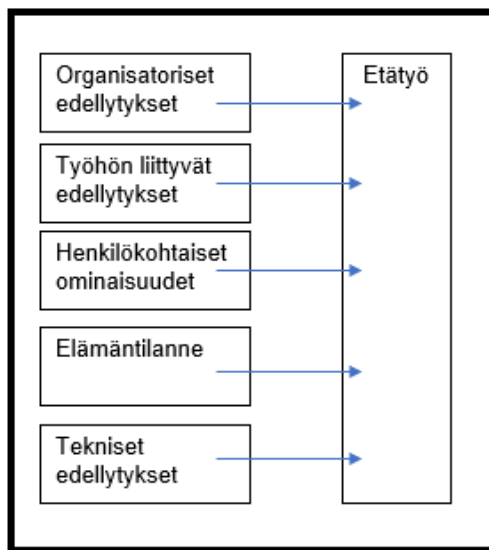 Organisatoriset
edellytykset
Etätyö
Työhön liittyvät
edellytykset
Henkilökohtaiset
ominaisuudet
Elämäntilanne
Tekniset
edellytykset